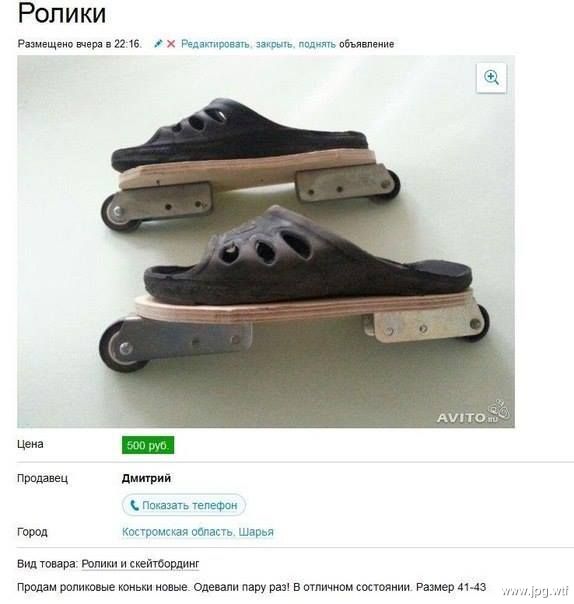 Ролики
Размещено вчера в 22:16. Редактировать, закрыть, поднять объявление
AVITO.ru
Цена 500 руб.
Продавец Дмитрий
Показать телефон
Город Костромская область, Шарья
Вид товара: Ролики и скейтбординг
Продам роликовые коньки новые. Одевали пару раз! В отличном состоянии. Размер 41-43
www.jpg.wtf